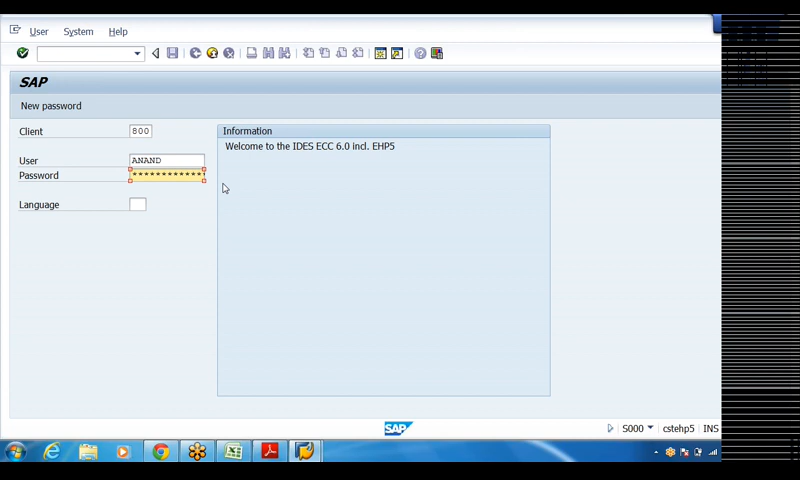 User System Help
SAP
New password
Client 800
Information
Welcome to the IDES ECC 6.0 incl. EHP5
User ANAND
Password *************
Language
SAP
S000 cstehp5 INS